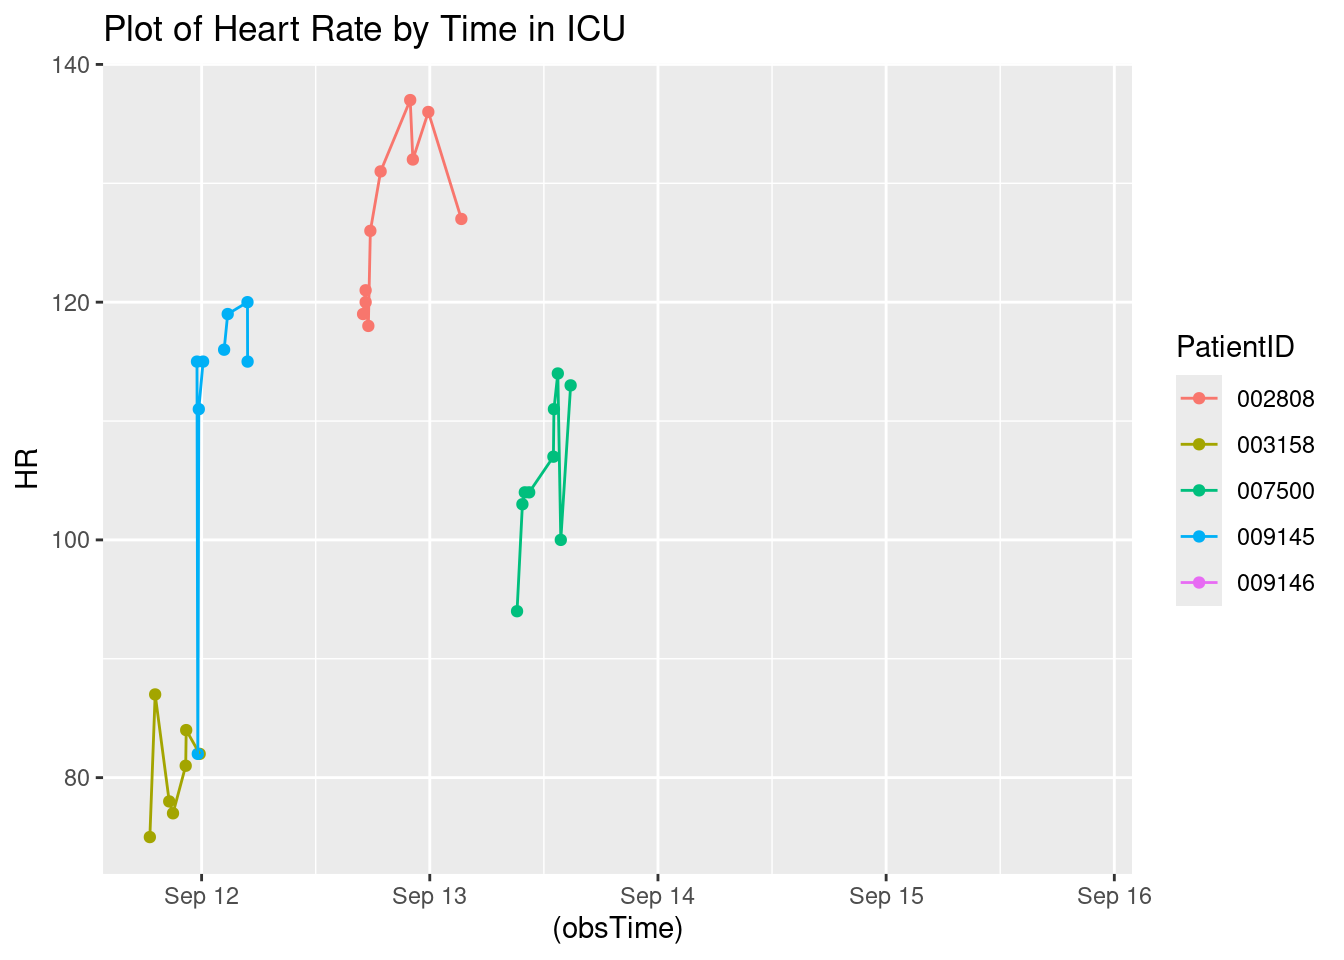 Plot of Heart Rate by Time in ICU
140
120
100
80
HR
Sep 12
Sep 13
Sep 14
Sep 15
Sep 16
(obsTime)
PatientID
002808
003158
007500
009145
009146